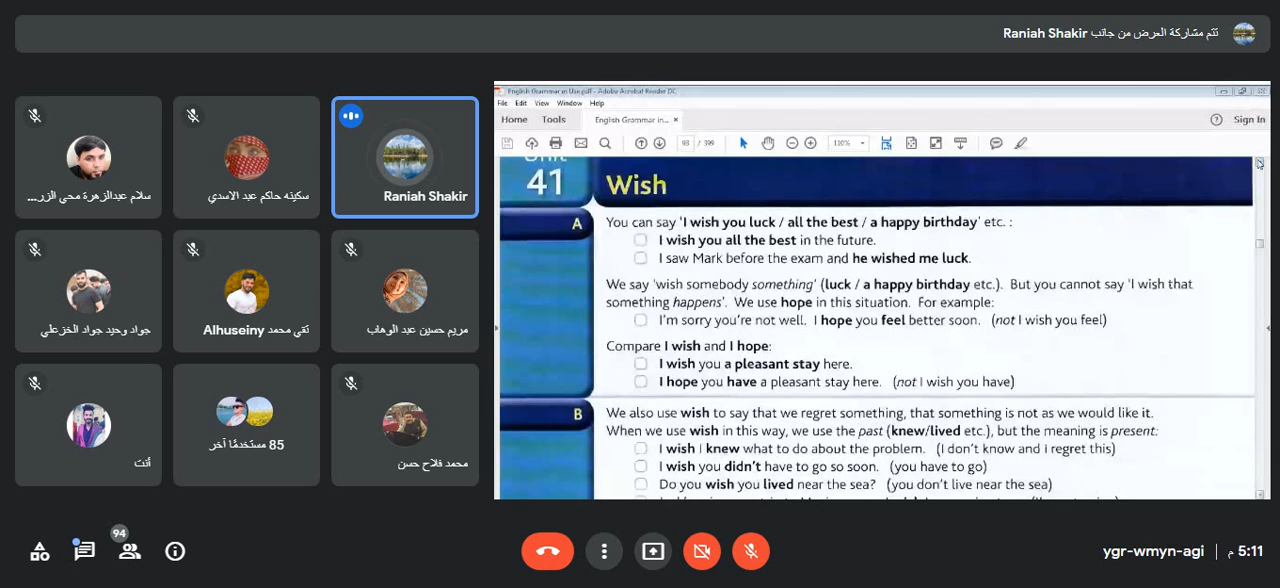 تتم مشاركة العرض من جانب Raniah Shakir
سلام عبدالزهرة محي الزر...
سكينه حاكم عبد الاسدي
Raniah Shakir
جواد وحيد جواد الخزعلي
تقي محمد Alhuseiny
مريم حسين عبد الوهاب
أنت
85 مستخدمًا آخر
محمد فلاح حسن
English Grammar in Use.pdf - Adobe Acrobat Reader DC
File Edit View Window Help
Home Tools English Grammar in... × Sign In
93 / 399 110%
Unit
41 Wish
A
You can say 'I wish you luck / all the best / a happy birthday' etc. :
I wish you all the best in the future.
I saw Mark before the exam and he wished me luck.
We say 'wish somebody something' (luck / a happy birthday etc.). But you cannot say 'I wish that
something happens'. We use hope in this situation. For example:
I'm sorry you're not well. I hope you feel better soon. (not I wish you feel)
Compare I wish and I hope:
I wish you a pleasant stay here.
I hope you have a pleasant stay here. (not I wish you have)
B
We also use wish to say that we regret something, that something is not as we would like it.
When we use wish in this way, we use the past (knew/lived etc.), but the meaning is present:
I wish I knew what to do about the problem. (I don't know and I regret this)
I wish you didn't have to go so soon. (you have to go)
Do you wish you lived near the sea? (you don't live near the sea)
94
ygr-wmyn-agi | 5:11 م